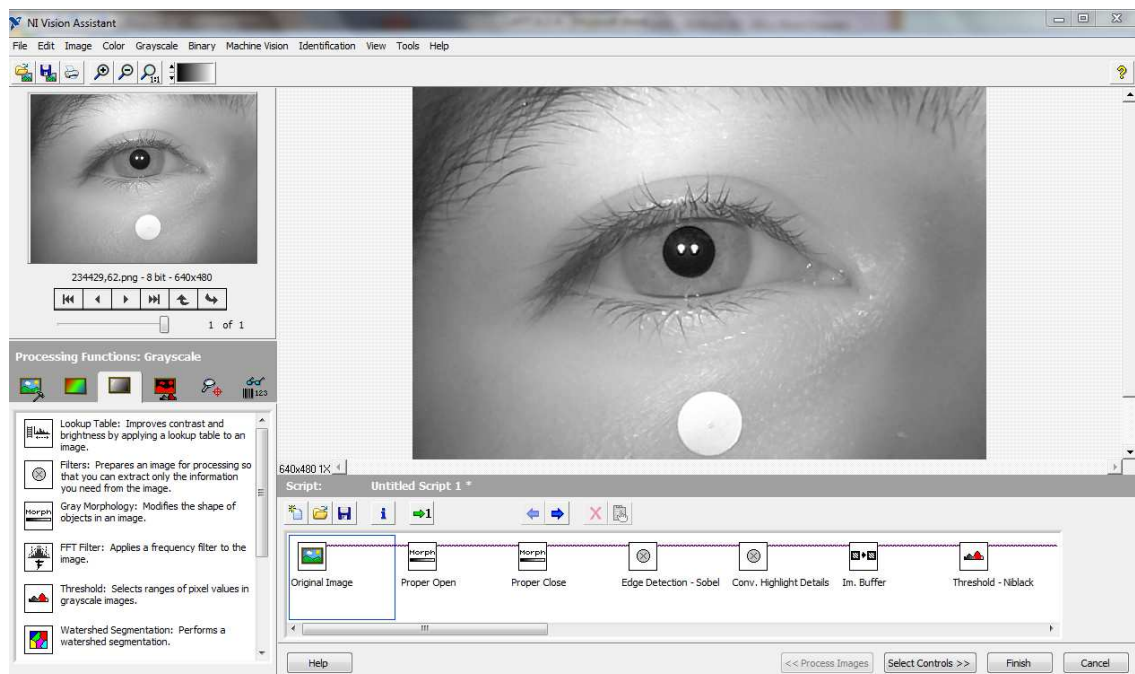 NI Vision Assistant
File Edit Image Color Grayscale Binary Machine Vision Identification View Tools Help
1:1
234429,62.png - 8 bit - 640x480
1 of 1
Processing Functions: Grayscale
123
Lookup Table: Improves contrast and
brightness by applying a lookup table to an
image.
Filters: Prepares an image for processing so
that you can extract only the information
you need from the image.
Morph
Gray Morphology: Modifies the shape of
objects in an image.
FFT Filter: Applies a frequency filter to the
image.
Threshold: Selects ranges of pixel values in
grayscale images.
Watershed Segmentation: Performs a
watershed segmentation.
640x480 1X
Script: Untitled Script 1 *
1
Morph Morph
Original Image Proper Open Proper Close Edge Detection - Sobel Conv. Highlight Details Im. Buffer Threshold - Niblack
Help << Process Images Select Controls >> Finish Cancel